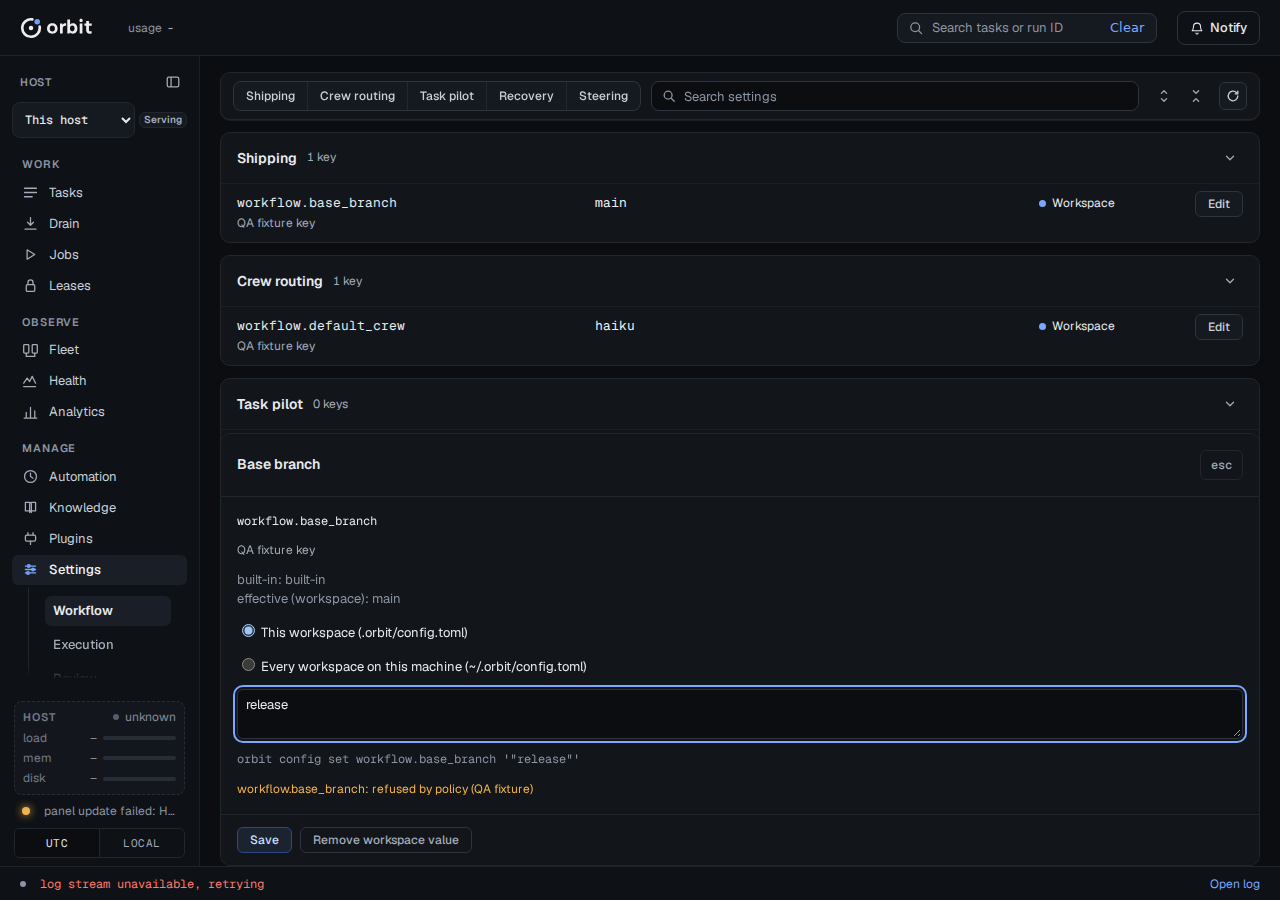 orbit
usage -
Search tasks or run ID
Clear
Notify
HOST
This host
Serving
WORK
Tasks
Drain
Jobs
Leases
OBSERVE
Fleet
Health
Analytics
MANAGE
Automation
Knowledge
Plugins
Settings
Workflow
Execution
Review
HOST
unknown
load –
mem –
disk –
panel update failed: H…
UTC
LOCAL
Shipping
Crew routing
Task pilot
Recovery
Steering
Search settings
Shipping 1 key
workflow.base_branch
main
Workspace
Edit
QA fixture key
Crew routing 1 key
workflow.default_crew
haiku
Workspace
Edit
QA fixture key
Task pilot 0 keys
Base branch
esc
workflow.base_branch
QA fixture key
built-in: built-in
effective (workspace): main
This workspace (.orbit/config.toml)
Every workspace on this machine (~/.orbit/config.toml)
release
orbit config set workflow.base_branch '"release"'
workflow.base_branch: refused by policy (QA fixture)
Save
Remove workspace value
log stream unavailable, retrying
Open log